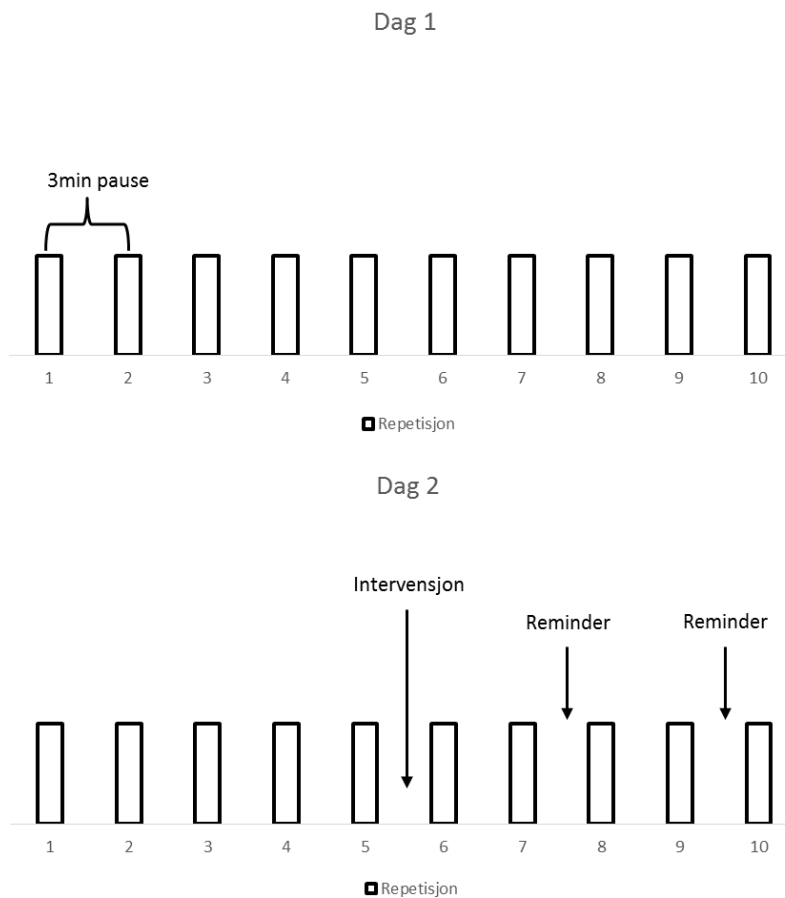 Dag 1
3min pause
1 2 3 4 5 6 7 8 9 10
Repetisjon
Dag 2
Intervensjon
Reminder Reminder
1 2 3 4 5 6 7 8 9 10
Repetisjon